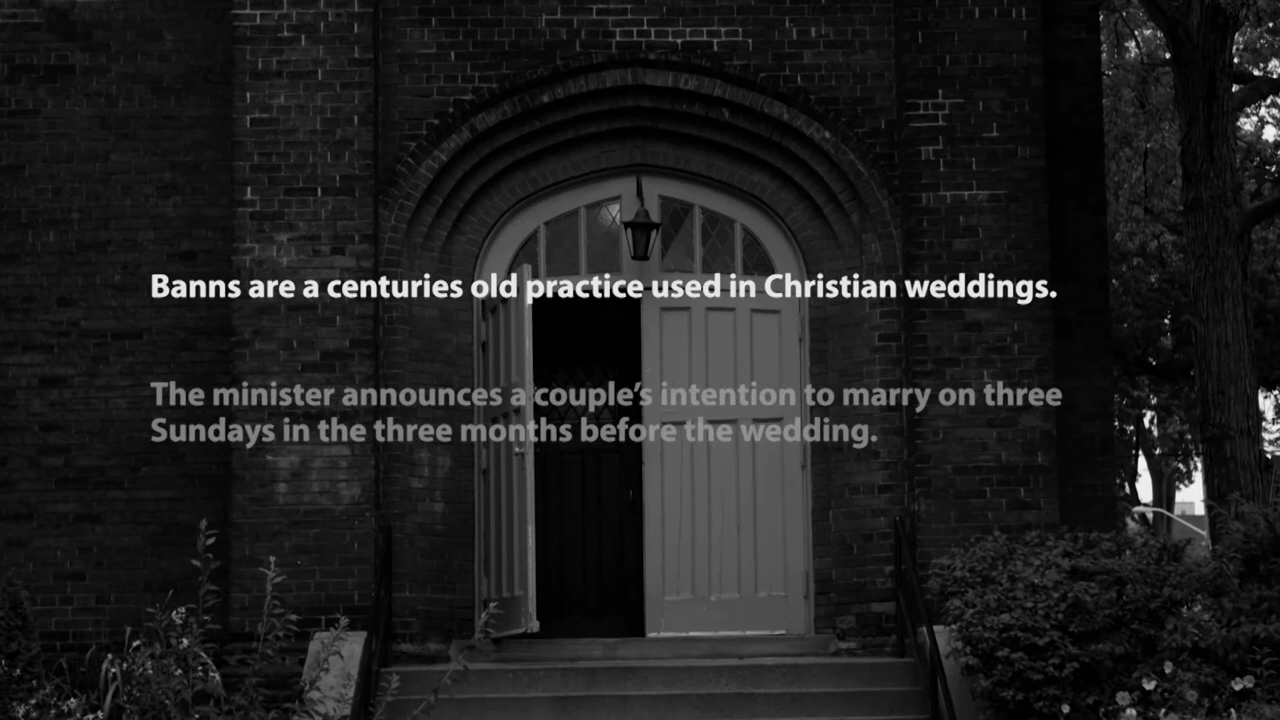 Banns are a centuries old practice used in Christian weddings.
The minister announces a couple's intention to marry on three
Sundays in the three months before the wedding.